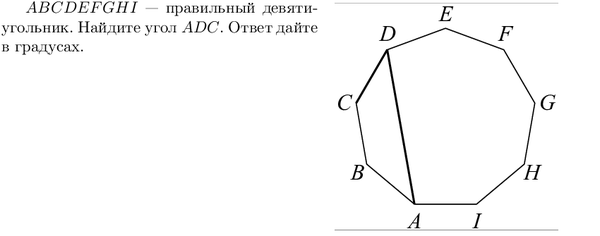 ABCDEFGHI — правильный девяти-
угольник. Найдите угол ADC. Ответ дайте
в градусах.
E
D
F
C
G
B
H
A
I